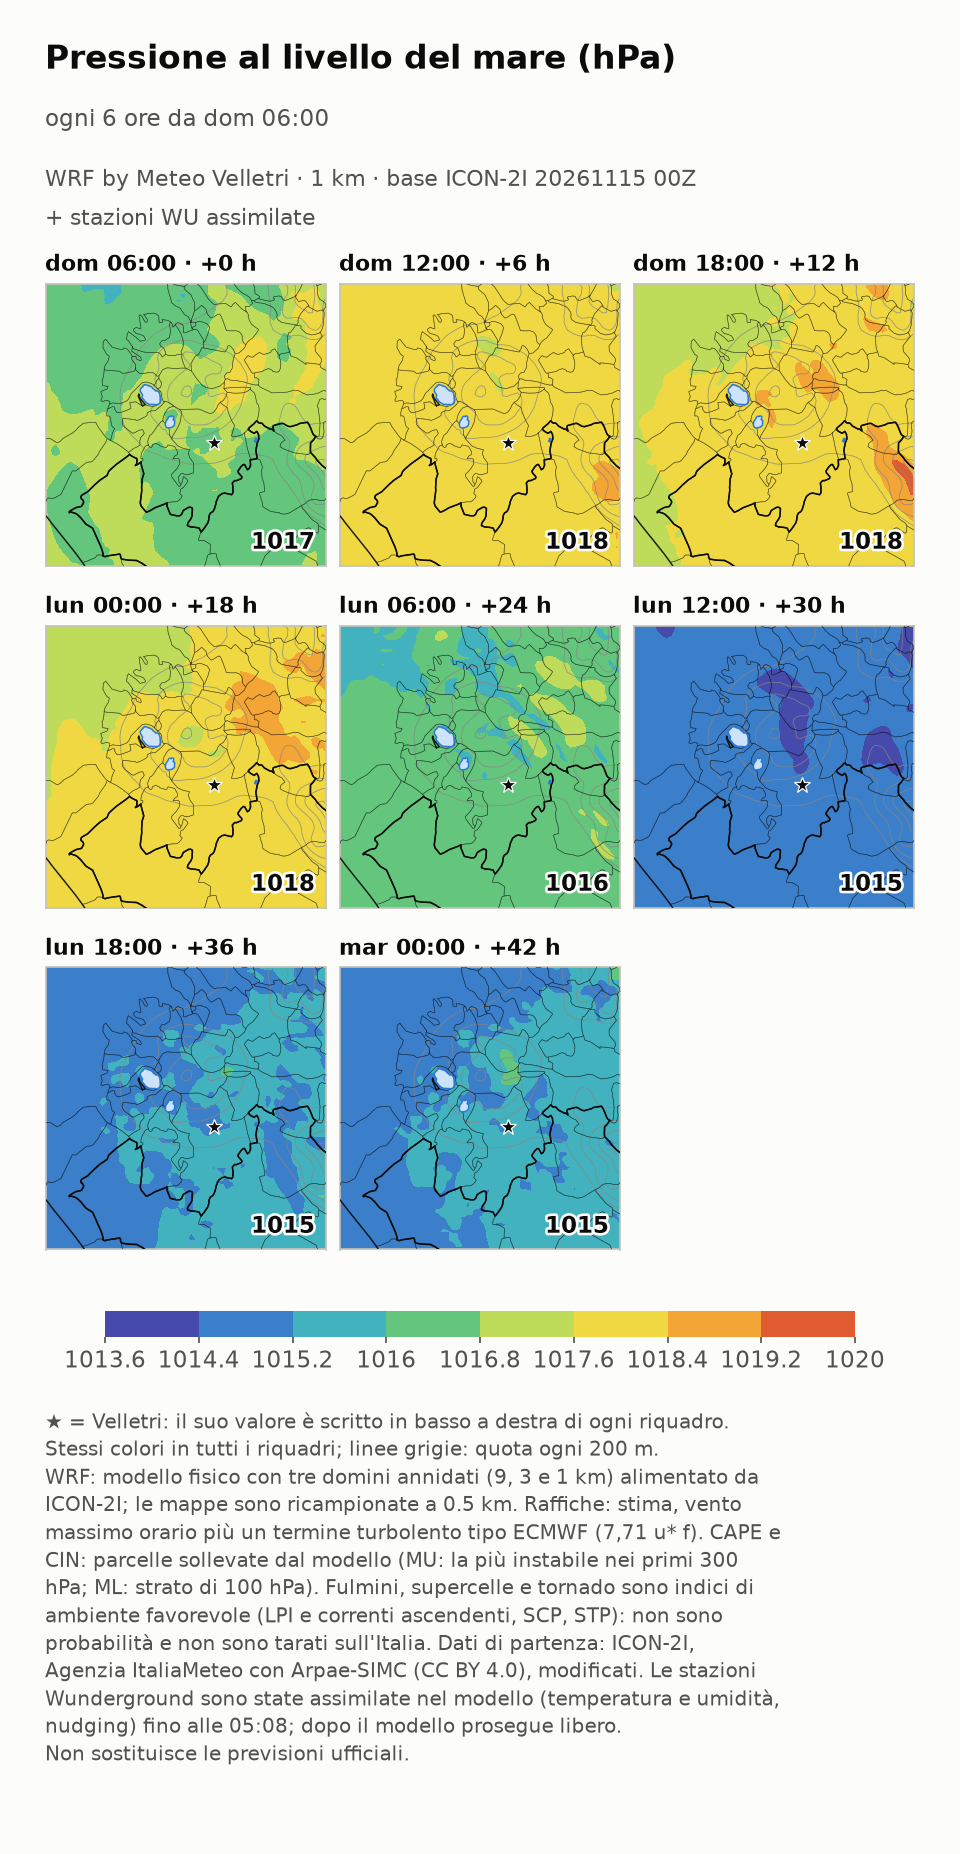 Pressione al livello del mare (hPa)
ogni 6 ore da dom 06:00
WRF by Meteo Velletri · 1 km · base ICON-2I 20261115 00Z
+ stazioni WU assimilate
dom 06:00 · +0 h
dom 12:00 · +6 h
dom 18:00 · +12 h
1017
1018
1018
lun 00:00 · +18 h
lun 06:00 · +24 h
lun 12:00 · +30 h
1018
1016
1015
lun 18:00 · +36 h
mar 00:00 · +42 h
1015
1015
1013.6 1014.4 1015.2 1016 1016.8 1017.6 1018.4 1019.2 1020
★ = Velletri: il suo valore è scritto in basso a destra di ogni riquadro.
Stessi colori in tutti i riquadri; linee grigie: quota ogni 200 m.
WRF: modello fisico con tre domini annidati (9, 3 e 1 km) alimentato da
ICON-2I; le mappe sono ricampionate a 0.5 km. Raffiche: stima, vento
massimo orario più un termine turbolento tipo ECMWF (7,71 u* f). CAPE e
CIN: parcelle sollevate dal modello (MU: la più instabile nei primi 300
hPa; ML: strato di 100 hPa). Fulmini, supercelle e tornado sono indici di
ambiente favorevole (LPI e correnti ascendenti, SCP, STP): non sono
probabilità e non sono tarati sull'Italia. Dati di partenza: ICON-2I,
Agenzia ItaliaMeteo con Arpae-SIMC (CC BY 4.0), modificati. Le stazioni
Wunderground sono state assimilate nel modello (temperatura e umidità,
nudging) fino alle 05:08; dopo il modello prosegue libero.
Non sostituisce le previsioni ufficiali.